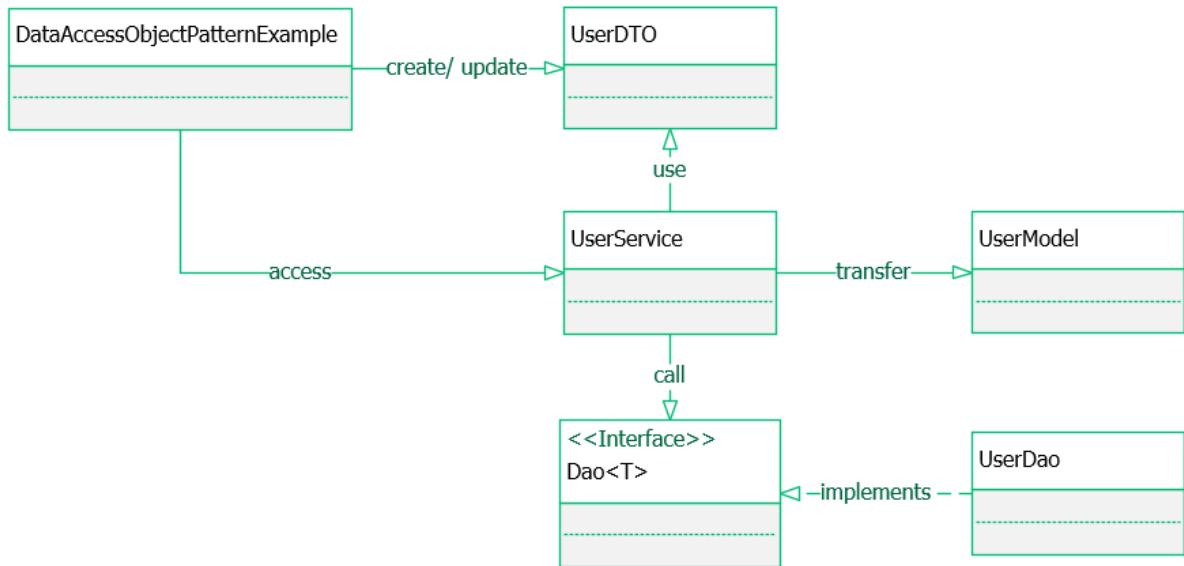 DataAccessObjectPatternExample
UserDTO
create/ update
use
UserService
UserModel
access
transfer
call
<<Interface>>
Dao<T>
UserDao
implements